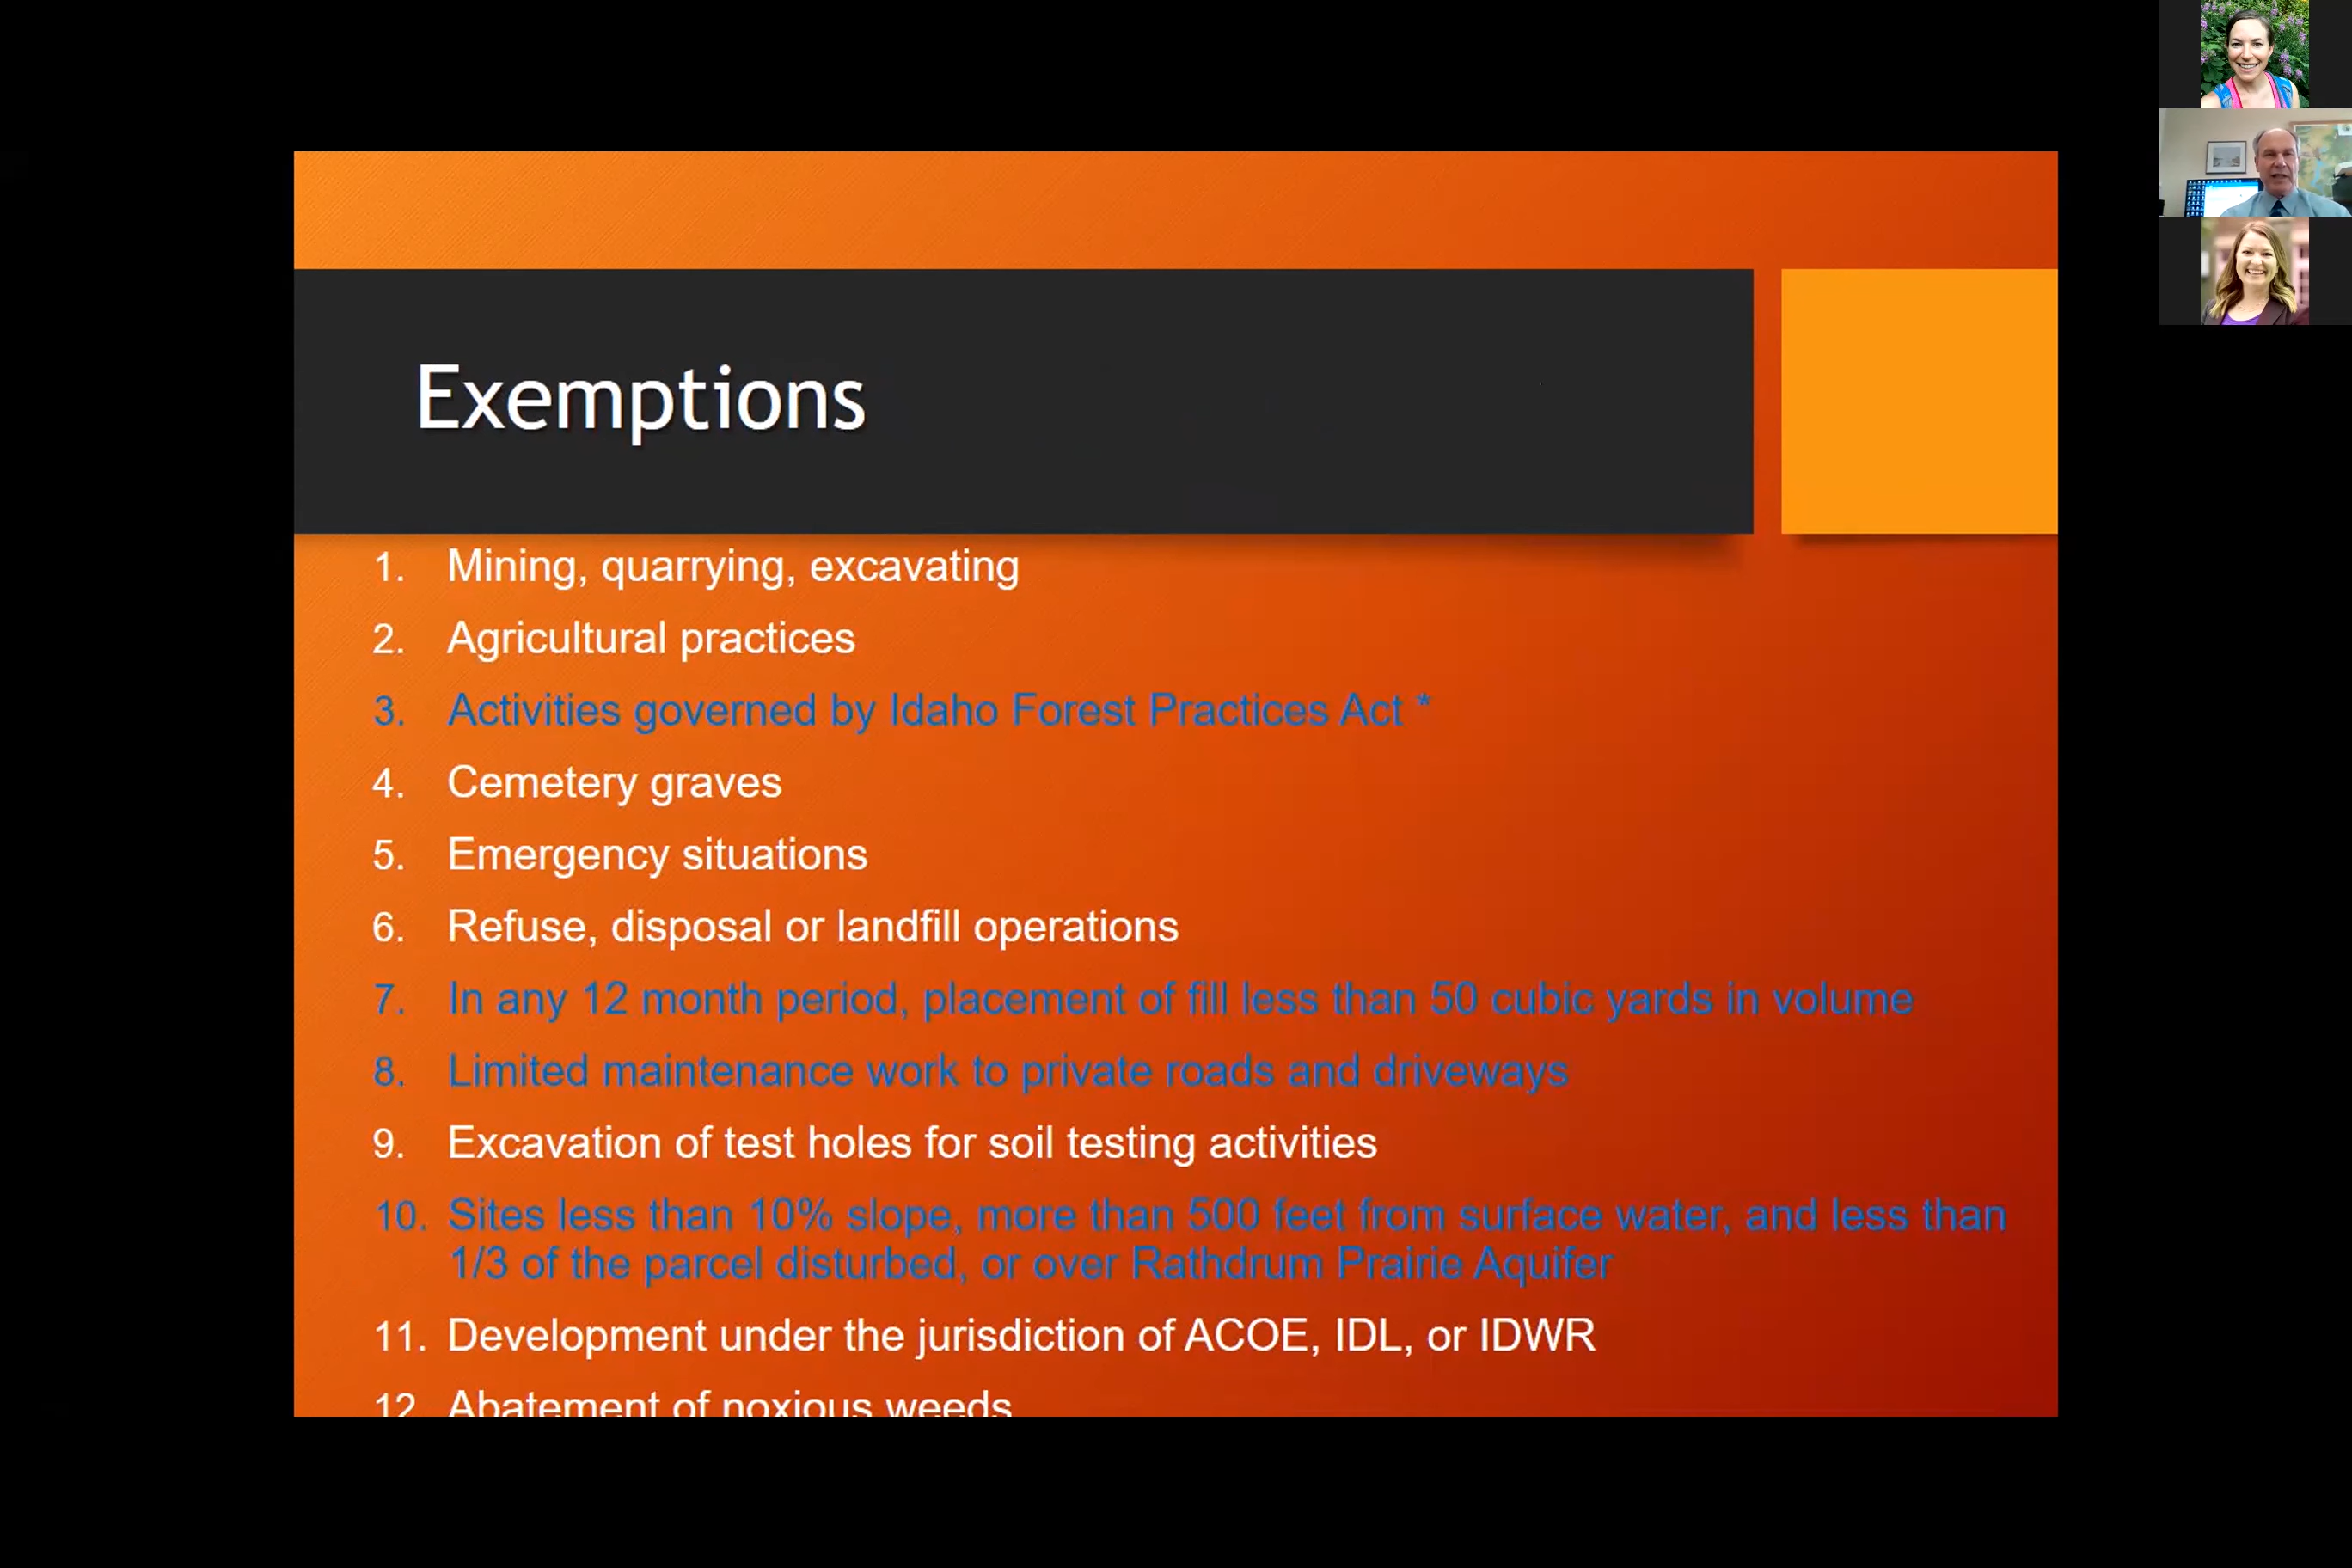 Exemptions
1. Mining, quarrying, excavating
2. Agricultural practices
3. Activities governed by Idaho Forest Practices Act *
4. Cemetery graves
5. Emergency situations
6. Refuse, disposal or landfill operations
7. In any 12 month period, placement of fill less than 50 cubic yards in volume
8. Limited maintenance work to private roads and driveways
9. Excavation of test holes for soil testing activities
10. Sites less than 10% slope, more than 500 feet from surface water, and less than
1/3 of the parcel disturbed, or over Rathdrum Prairie Aquifer
11. Development under the jurisdiction of ACOE, IDL, or IDWR
12. Abatement of noxious weeds